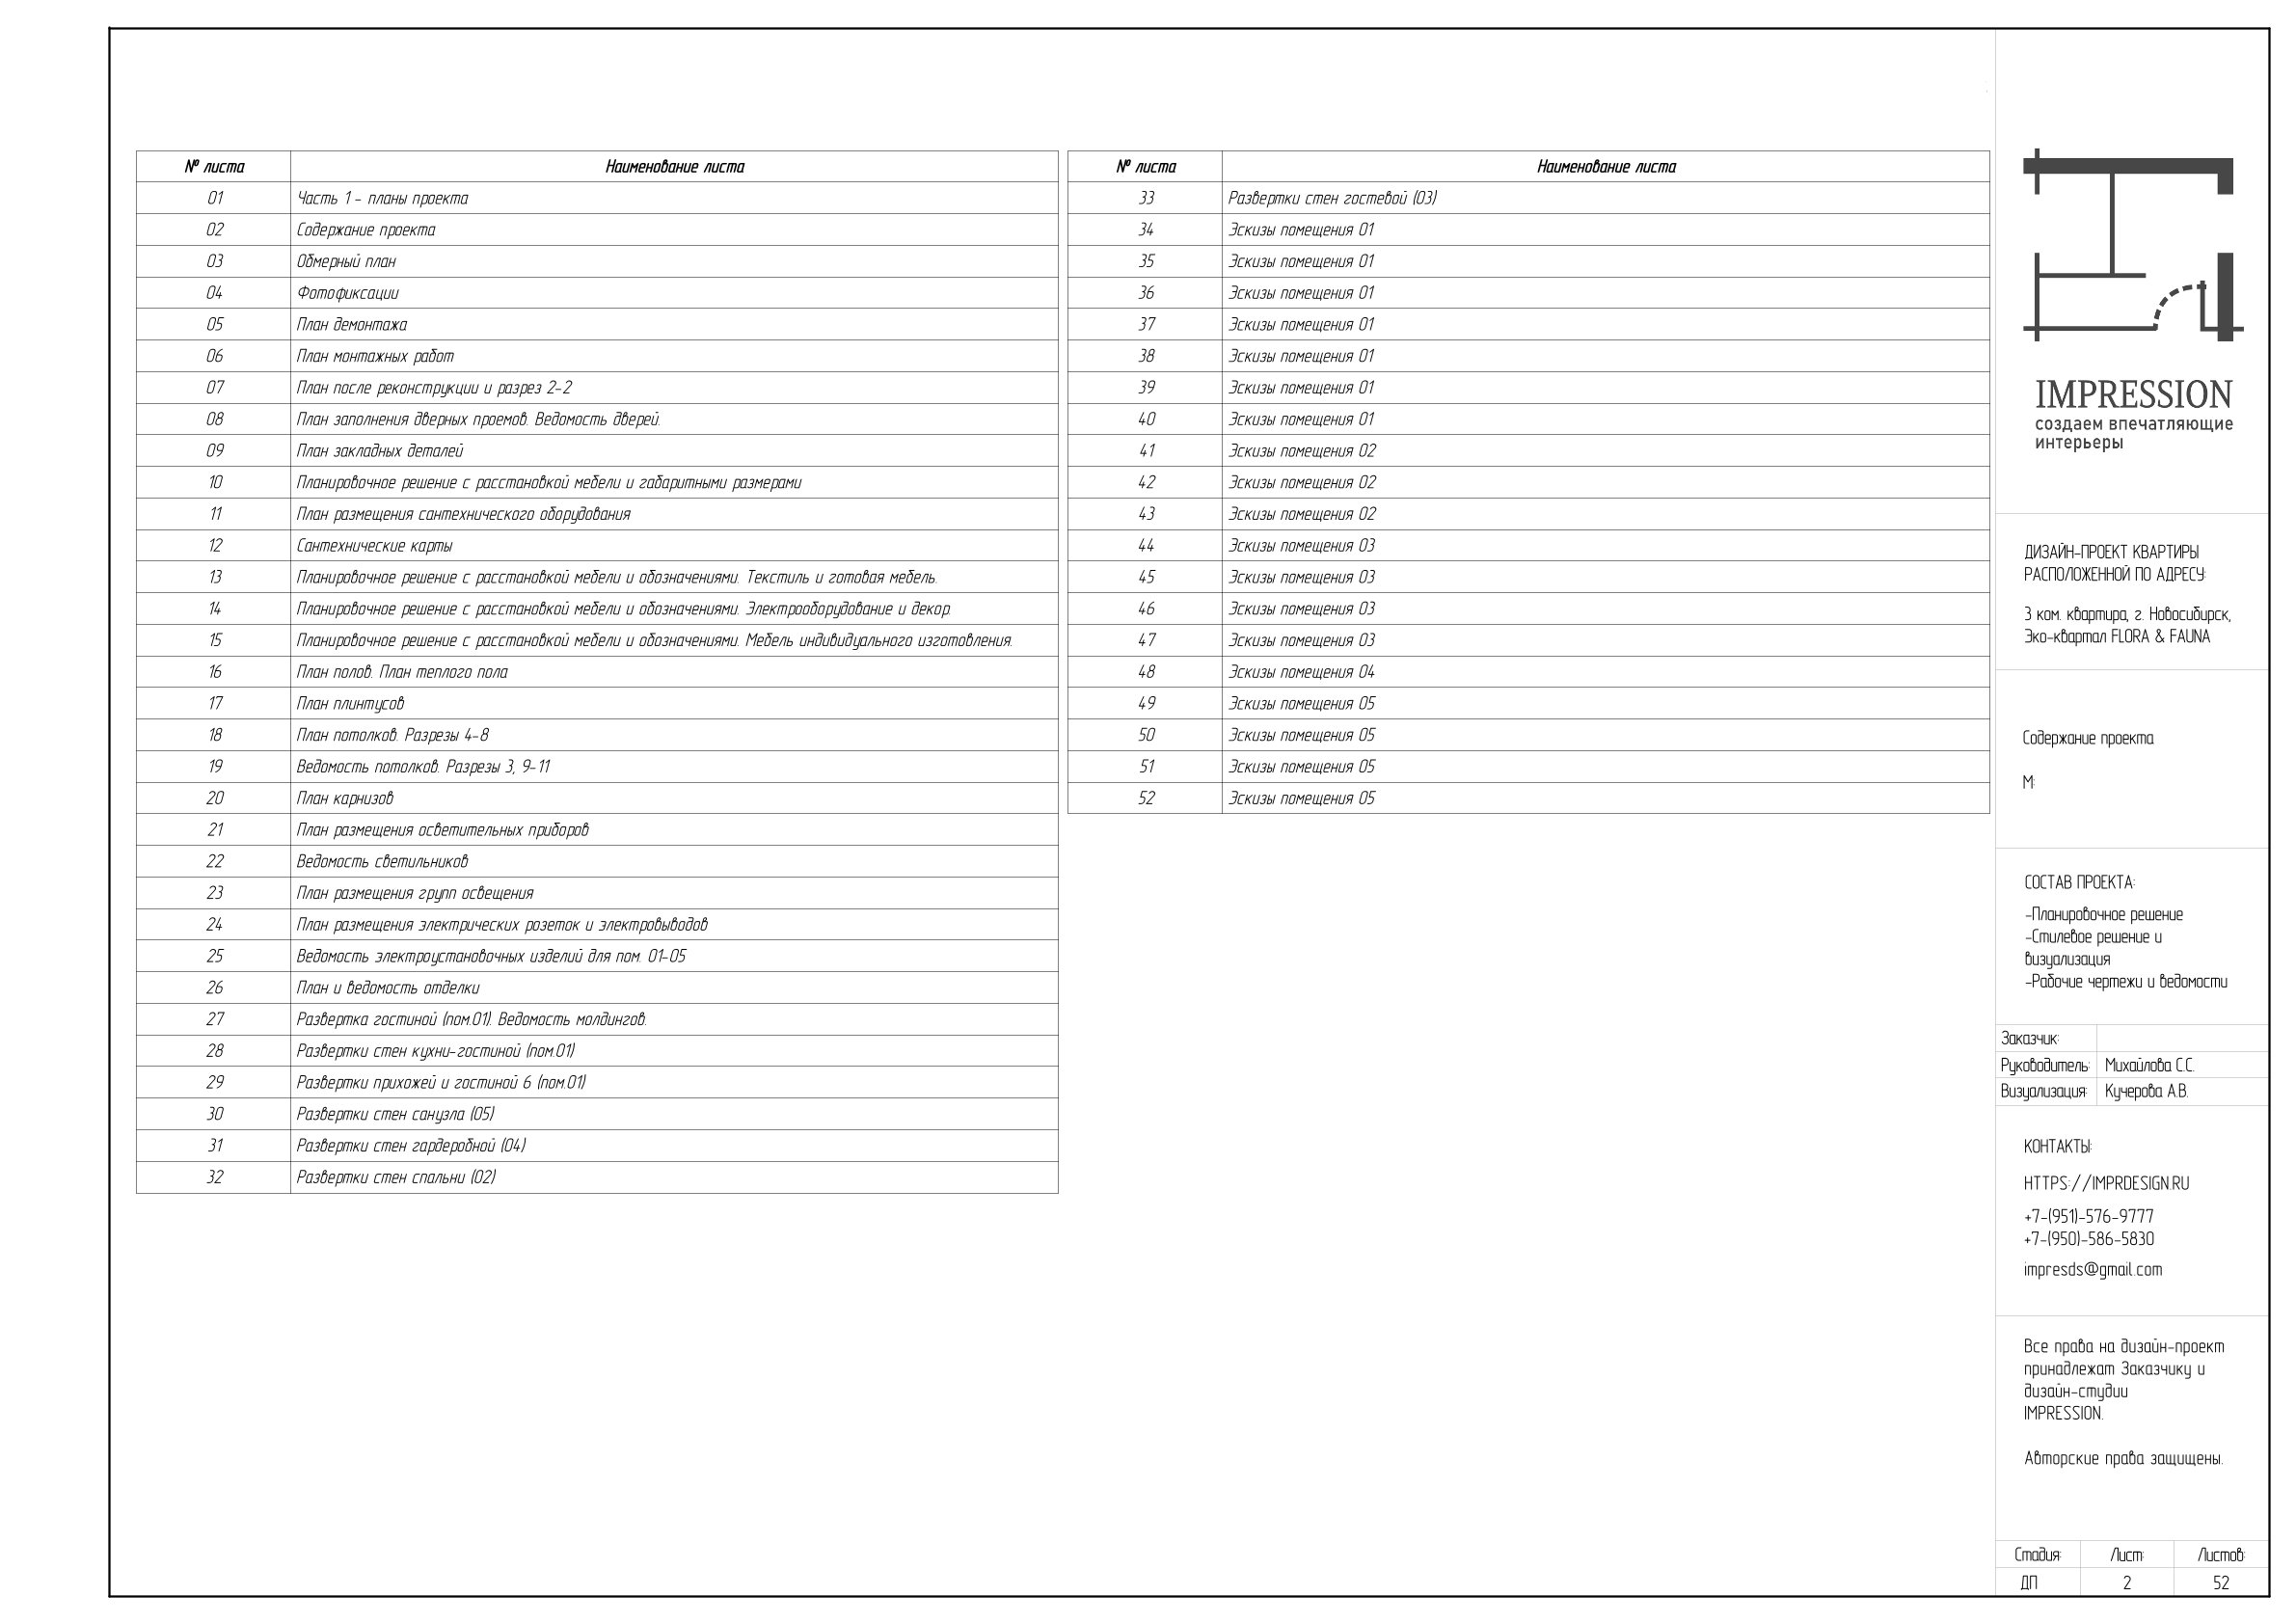 № листа Наименование листа
01 Часть 1 - планы проекта
02 Содержание проекта
03 Обмерный план
04 Фотофиксации
05 План демонтажа
06 План монтажных работ
07 План после реконструкции и разрез 2-2
08 План заполнения дверных проемов. Ведомость дверей.
09 План закладных деталей
10 Планировочное решение с расстановкой мебели и габаритными размерами
11 План размещения сантехнического оборудования
12 Сантехнические карты
13 Планировочное решение с расстановкой мебели и обозначениями. Текстиль и готовая мебель.
14 Планировочное решение с расстановкой мебели и обозначениями. Электрооборудование и декор.
15 Планировочное решение с расстановкой мебели и обозначениями. Мебель индивидуального изготовления.
16 План полов. План теплого пола
17 План плинтусов
18 План потолков. Разрезы 4-8
19 Ведомость потолков. Разрезы 3, 9-11
20 План карнизов
21 План размещения осветительных приборов
22 Ведомость светильников
23 План размещения групп освещения
24 План размещения электрических розеток и электровыводов
25 Ведомость электроустановочных изделий для пом. 01-05
26 План и ведомость отделки
27 Развертка гостиной (пом.01). Ведомость молдингов.
28 Развертки стен кухни-гостиной (пом.01)
29 Развертки прихожей и гостиной 6 (пом.01)
30 Развертки стен санузла (05)
31 Развертки стен гардеробной (04)
32 Развертки стен спальни (02)
№ листа Наименование листа
33 Развертки стен гостевой (03)
34 Эскизы помещения 01
35 Эскизы помещения 01
36 Эскизы помещения 01
37 Эскизы помещения 01
38 Эскизы помещения 01
39 Эскизы помещения 01
40 Эскизы помещения 01
41 Эскизы помещения 02
42 Эскизы помещения 02
43 Эскизы помещения 02
44 Эскизы помещения 03
45 Эскизы помещения 03
46 Эскизы помещения 03
47 Эскизы помещения 03
48 Эскизы помещения 04
49 Эскизы помещения 05
50 Эскизы помещения 05
51 Эскизы помещения 05
52 Эскизы помещения 05
IMPRESSION
создаем впечатляющие
интерьеры
ДИЗАЙН-ПРОЕКТ КВАРТИРЫ
РАСПОЛОЖЕННОЙ ПО АДРЕСУ:
3 ком. квартира, г. Новосибирск,
Эко-квартал FLORA & FAUNA
Содержание проекта
М:
СОСТАВ ПРОЕКТА:
-Планировочное решение
-Стилевое решение и
визуализация
-Рабочие чертежи и ведомости
Заказчик:
Руководитель: Михайлова С.С.
Визуализация: Кучерова А.В.
КОНТАКТЫ:
HTTPS://IMPRDESIGN.RU
+7-(951)-576-9777
+7-(950)-586-5830
impresds@gmail.com
Все права на дизайн-проект
принадлежат Заказчику и
дизайн-студии
IMPRESSION.
Авторские права защищены.
Стадия: Лист: Листов:
ДП 2 52